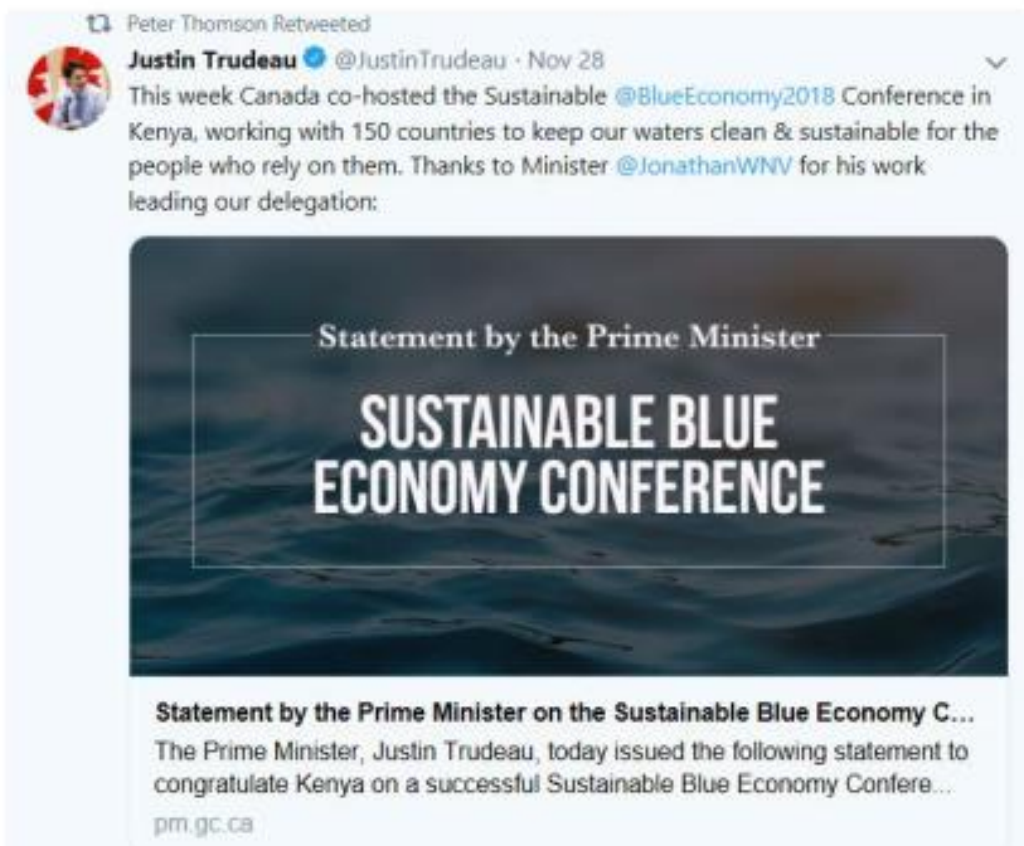 Peter Thomson Retweeted
Justin Trudeau @JustinTrudeau · Nov 28
This week Canada co-hosted the Sustainable @BlueEconomy2018 Conference in
Kenya, working with 150 countries to keep our waters clean & sustainable for the
people who rely on them. Thanks to Minister @JonathanWNV for his work
leading our delegation:
Statement by the Prime Minister
SUSTAINABLE BLUE
ECONOMY CONFERENCE
Statement by the Prime Minister on the Sustainable Blue Economy C...
The Prime Minister, Justin Trudeau, today issued the following statement to
congratulate Kenya on a successful Sustainable Blue Economy Confere...
pm.gc.ca